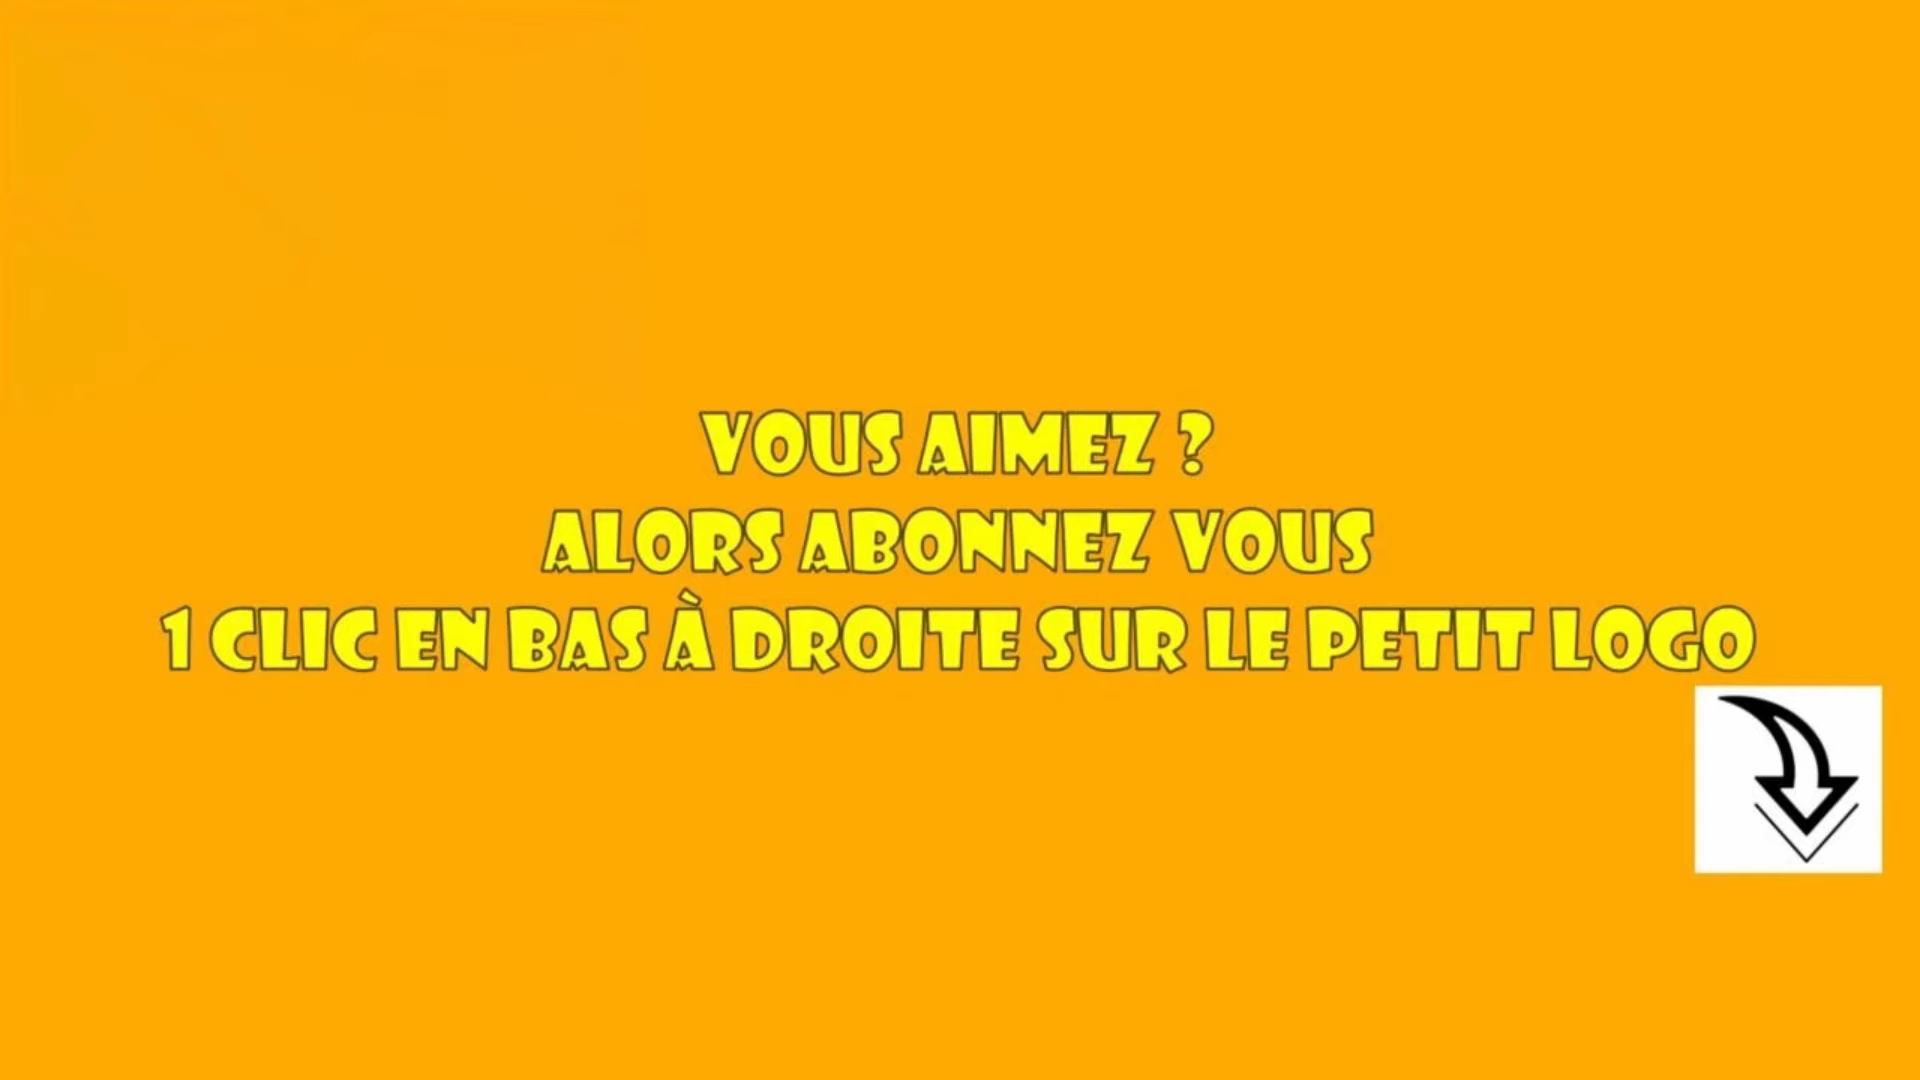 VOUS AIMEZ ?
ALORS ABONNEZ VOUS
1 CLIC EN BAS À DROITE SUR LE PETIT LOGO